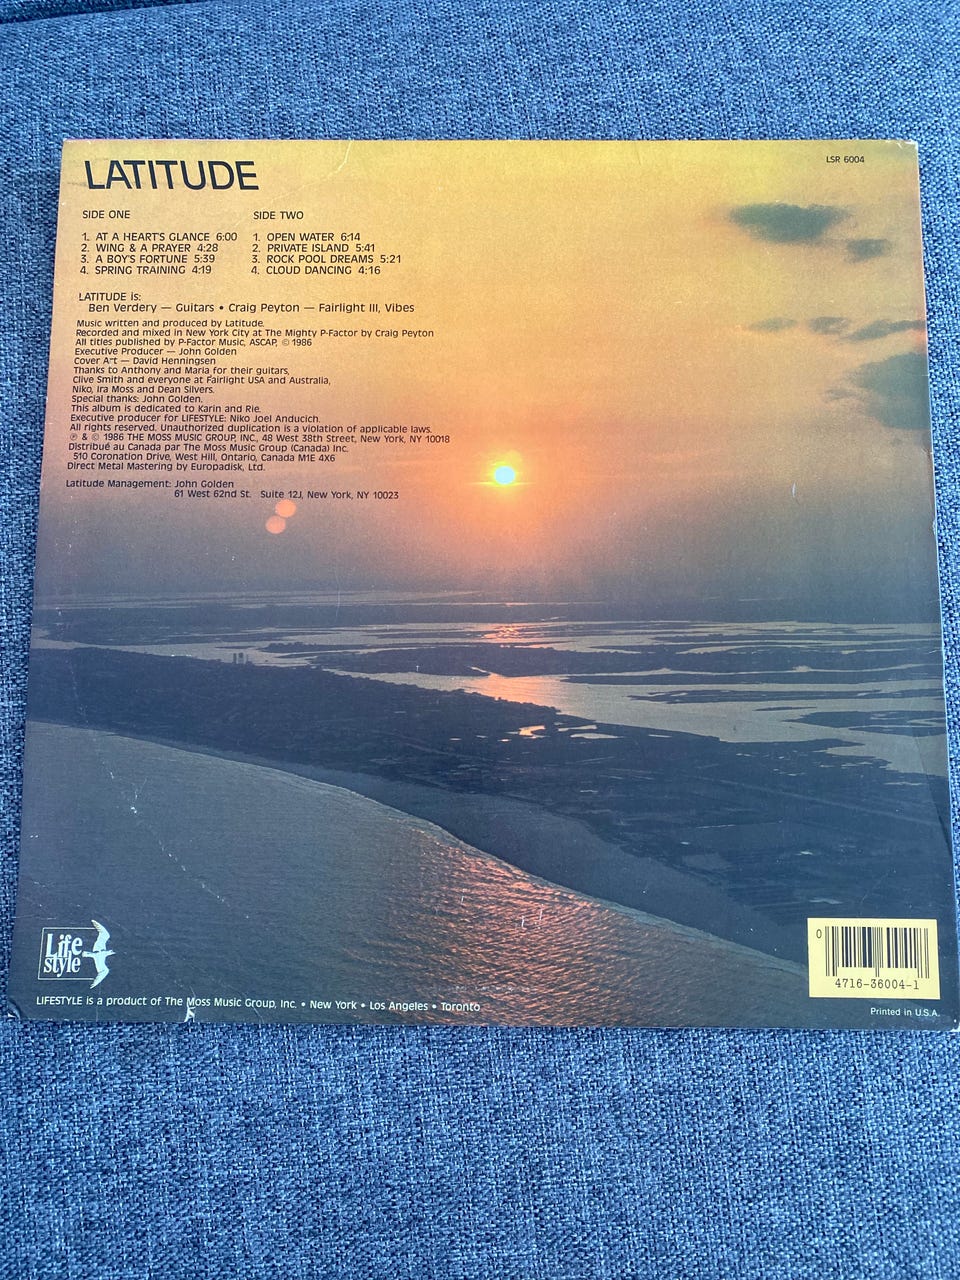 LATITUDE
LSR 6004
SIDE ONE
1. AT A HEART'S GLANCE 6:00
2. WING & A PRAYER 4:28
3. A BOY'S FORTUNE 5:39
4. SPRING TRAINING 4:19
SIDE TWO
1. OPEN WATER 6:14
2. PRIVATE ISLAND 5:41
3. ROCK POOL DREAMS 5:21
4. CLOUD DANCING 4:16
LATITUDE is:
Ben Verdery — Guitars • Craig Peyton — Fairlight III, Vibes
Music written and produced by Latitude.
Recorded and mixed in New York City at The Mighty P-Factor by Craig Peyton
All titles published by P-Factor Music, ASCAP, © 1986
Executive Producer — John Golden
Cover Art — David Henningsen
Thanks to Anthony and Maria for their guitars,
Clive Smith and everyone at Fairlight USA and Australia,
Niko, Ira Moss and Dean Silvers.
Special thanks: John Golden.
This album is dedicated to Karin and Rie.
Executive producer for LIFESTYLE: Niko Joel Anducich.
All rights reserved. Unauthorized duplication is a violation of applicable laws.
℗ & © 1986 THE MOSS MUSIC GROUP, INC., 48 West 38th Street, New York, NY 10018
Distribué au Canada par The Moss Music Group (Canada) Inc.
510 Coronation Drive, West Hill, Ontario, Canada M1E 4X6
Direct Metal Mastering by Europadisk, Ltd.
Latitude Management: John Golden
61 West 62nd St. Suite 12J, New York, NY 10023
Life
style
LIFESTYLE is a product of The Moss Music Group, Inc. • New York • Los Angeles • Toronto
0
4716-36004-1
Printed in U.S.A.